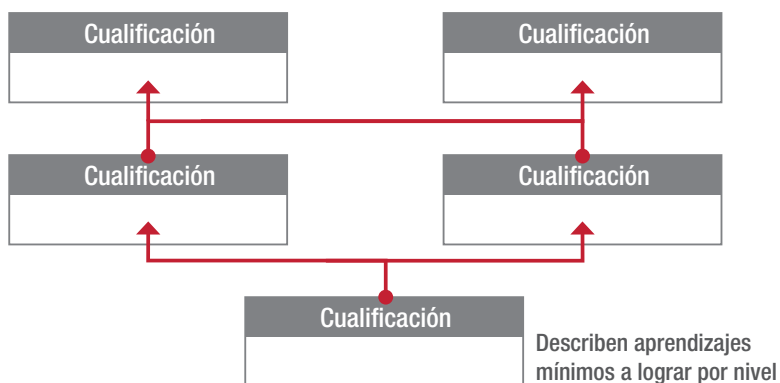 Cualificación
Cualificación
Cualificación
Cualificación
Cualificación
Describen aprendizajes
mínimos a lograr por nivel